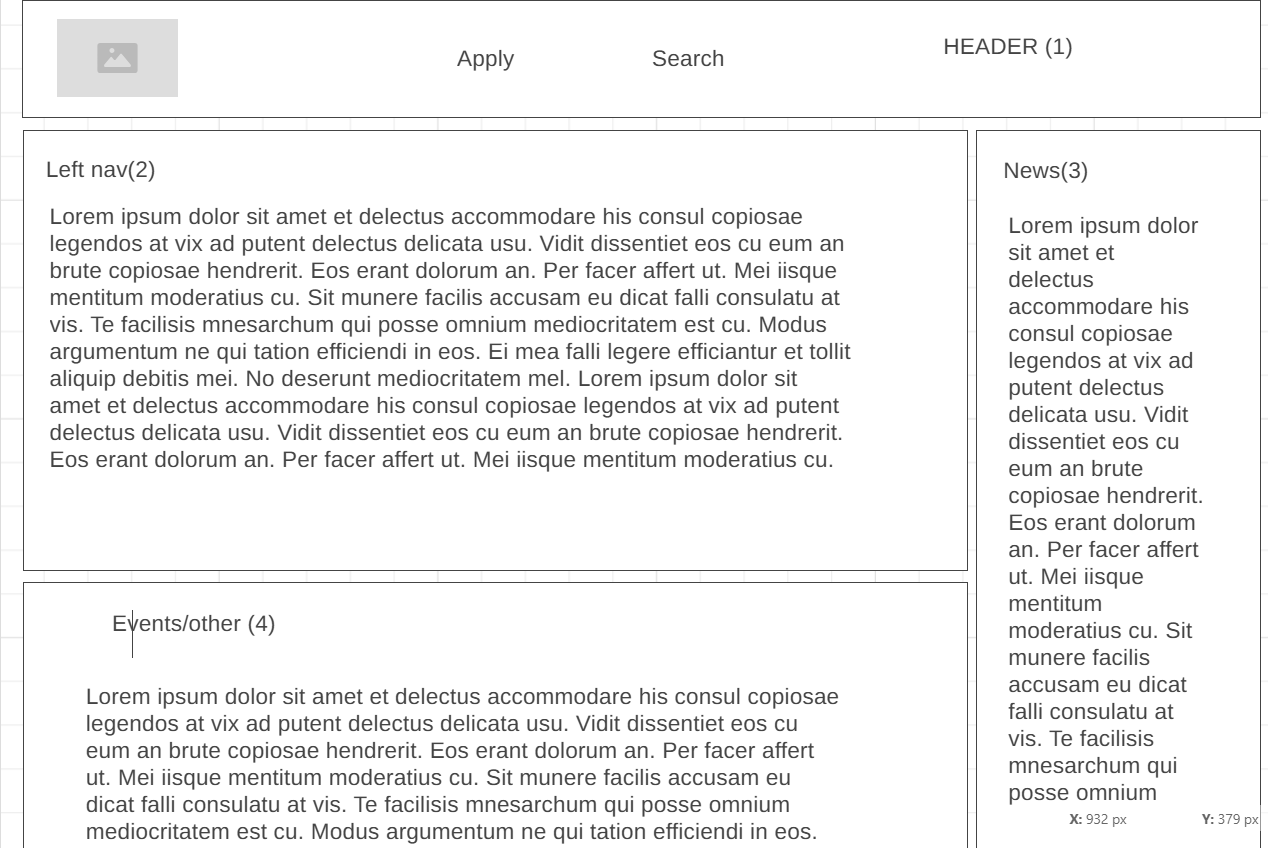 Apply
Search
HEADER (1)
Left nav(2)
Lorem ipsum dolor sit amet et delectus accommodare his consul copiosae
legendos at vix ad putent delectus delicata usu. Vidit dissentiet eos cu eum an
brute copiosae hendrerit. Eos erant dolorum an. Per facer affert ut. Mei iisque
mentitum moderatius cu. Sit munere facilis accusam eu dicat falli consulatu at
vis. Te facilisis mnesarchum qui posse omnium mediocritatem est cu. Modus
argumentum ne qui tation efficiendi in eos. Ei mea falli legere efficiantur et tollit
aliquip debitis mei. No deserunt mediocritatem mel. Lorem ipsum dolor sit
amet et delectus accommodare his consul copiosae legendos at vix ad putent
delectus delicata usu. Vidit dissentiet eos cu eum an brute copiosae hendrerit.
Eos erant dolorum an. Per facer affert ut. Mei iisque mentitum moderatius cu.
News(3)
Lorem ipsum dolor
sit amet et
delectus
accommodare his
consul copiosae
legendos at vix ad
putent delectus
delicata usu. Vidit
dissentiet eos cu
eum an brute
copiosae hendrerit.
Eos erant dolorum
an. Per facer affert
ut. Mei iisque
mentitum
moderatius cu. Sit
munere facilis
accusam eu dicat
falli consulatu at
vis. Te facilisis
mnesarchum qui
posse omnium
Events/other (4)
Lorem ipsum dolor sit amet et delectus accommodare his consul copiosae
legendos at vix ad putent delectus delicata usu. Vidit dissentiet eos cu
eum an brute copiosae hendrerit. Eos erant dolorum an. Per facer affert
ut. Mei iisque mentitum moderatius cu. Sit munere facilis accusam eu
dicat falli consulatu at vis. Te facilisis mnesarchum qui posse omnium
mediocritatem est cu. Modus argumentum ne qui tation efficiendi in eos.
X: 932 px
Y: 379 px